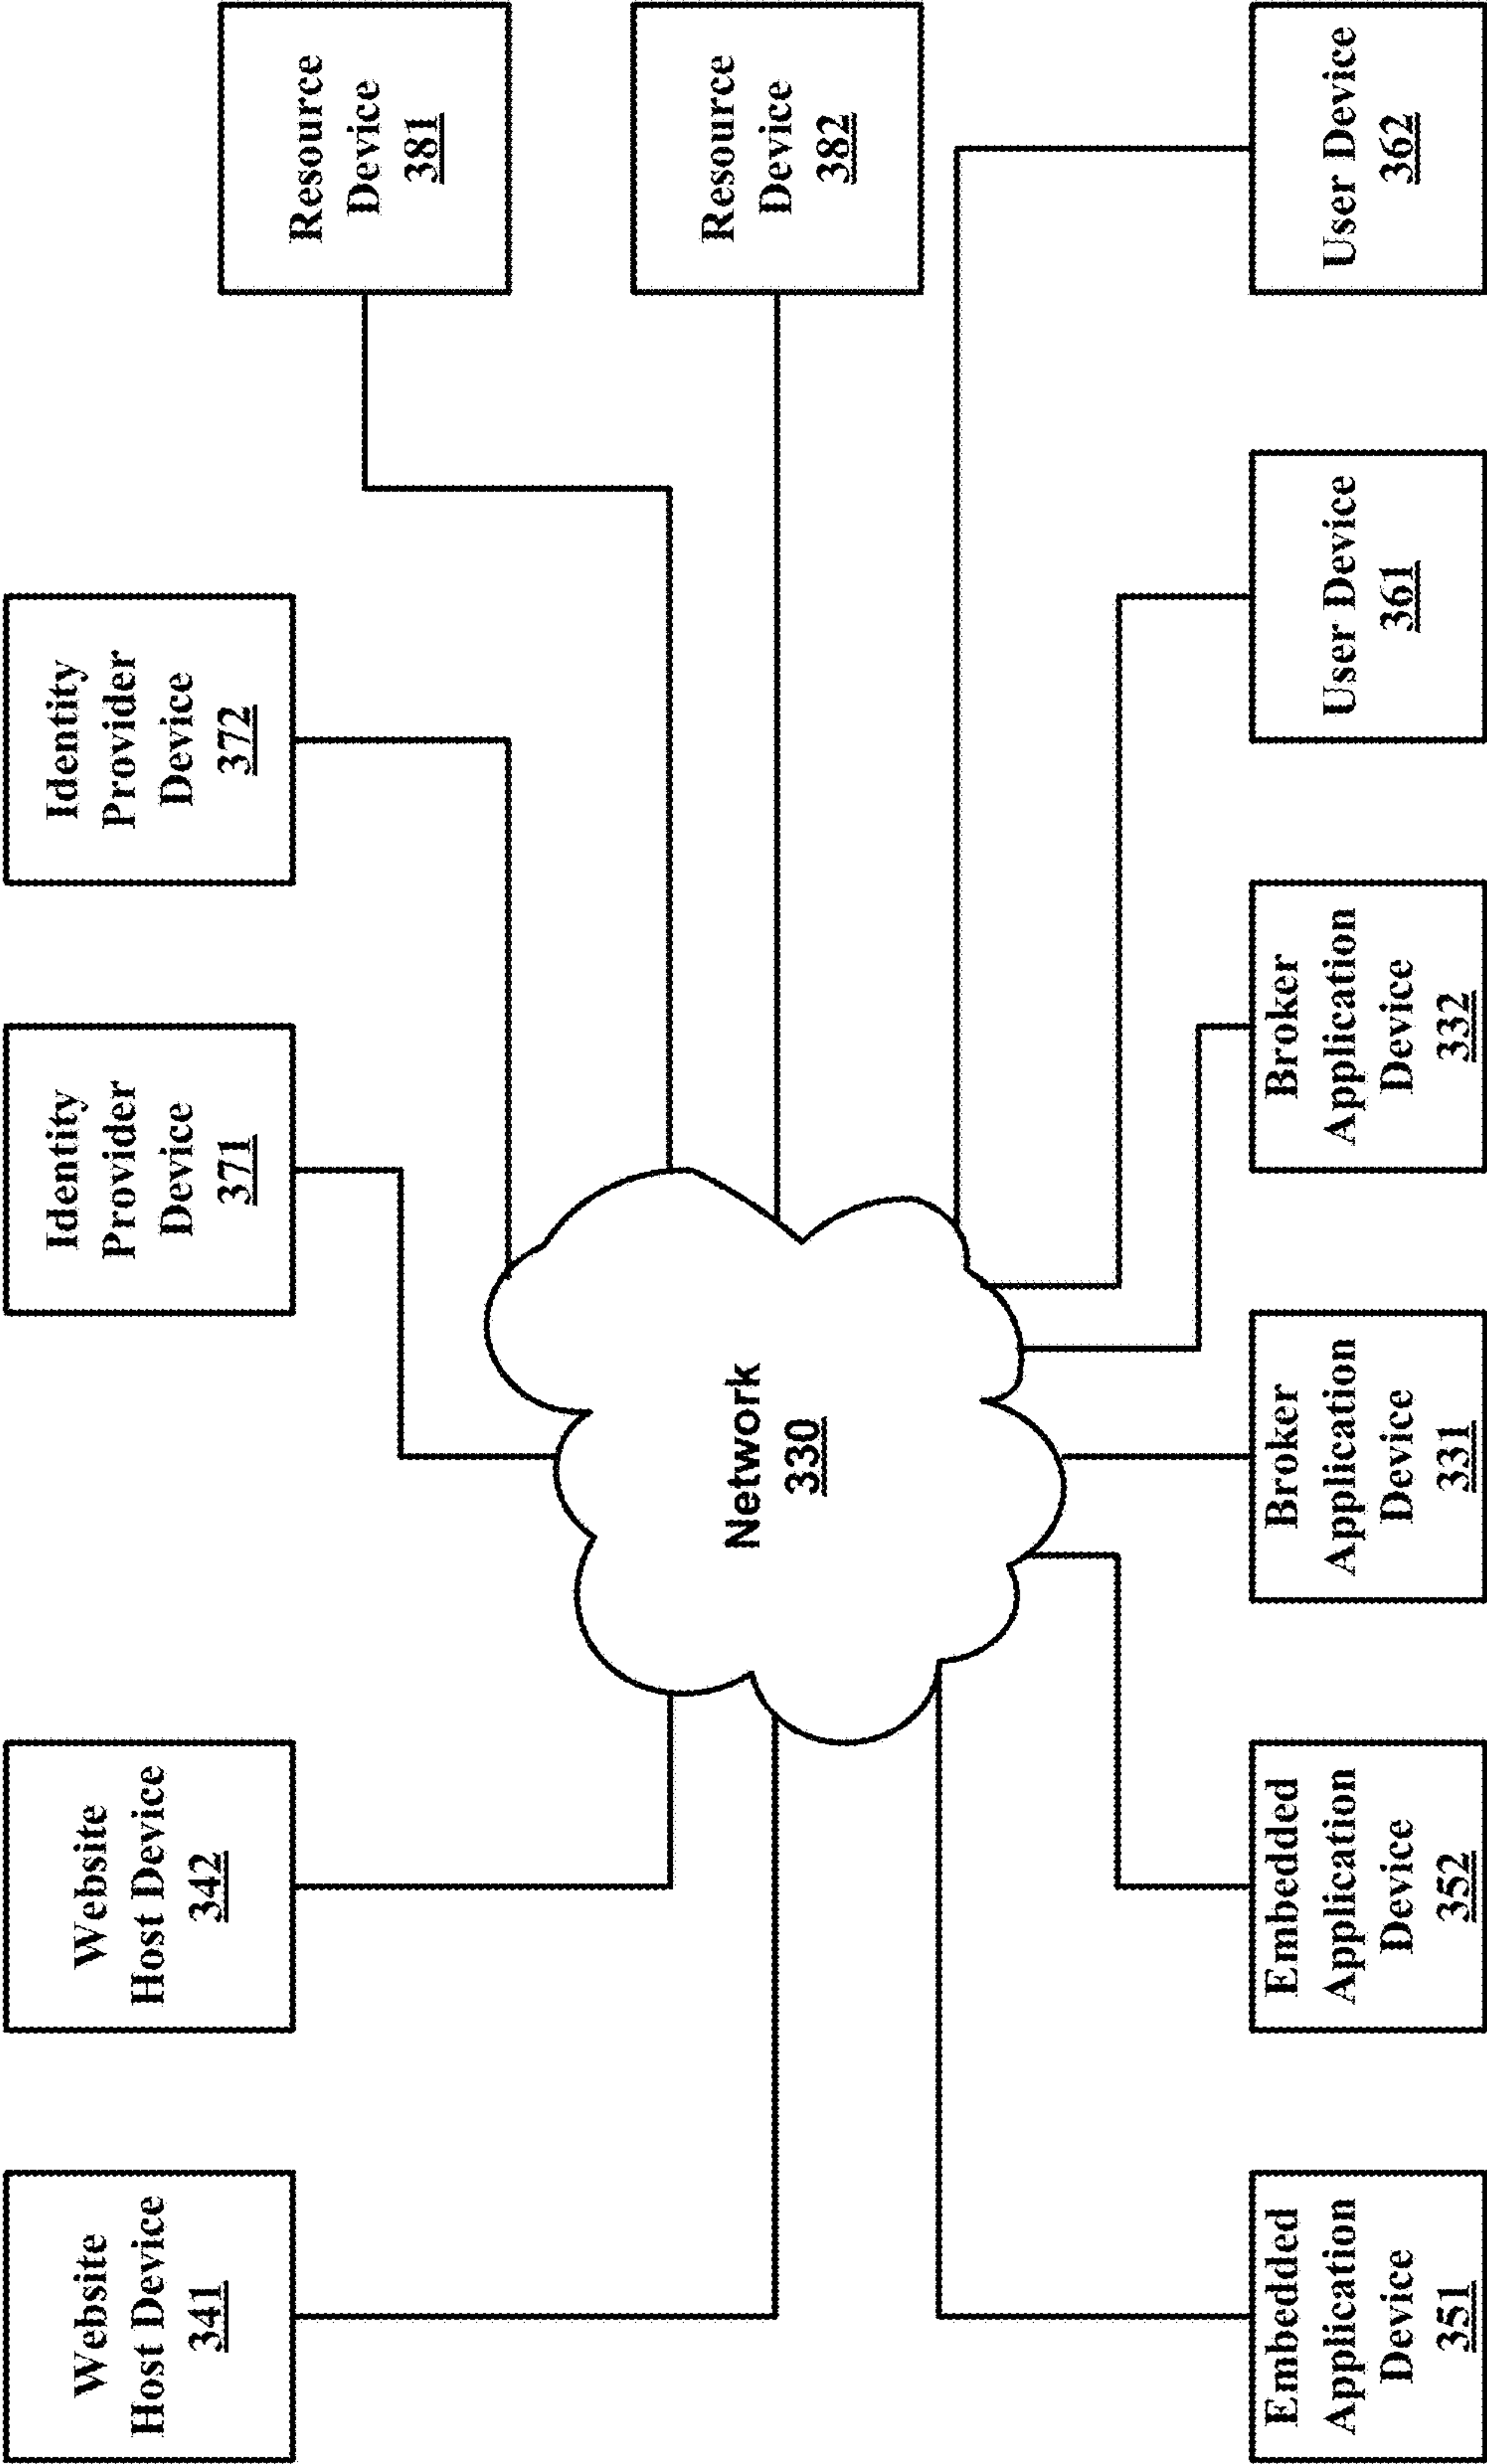 Website
Host Device
341
Website
Host Device
342
Identity
Provider
Device
371
Identity
Provider
Device
372
Resource
Device
381
Resource
Device
382
Network
330
Embedded
Application
Device
351
Embedded
Application
Device
352
Broker
Application
Device
331
Broker
Application
Device
332
User Device
361
User Device
362